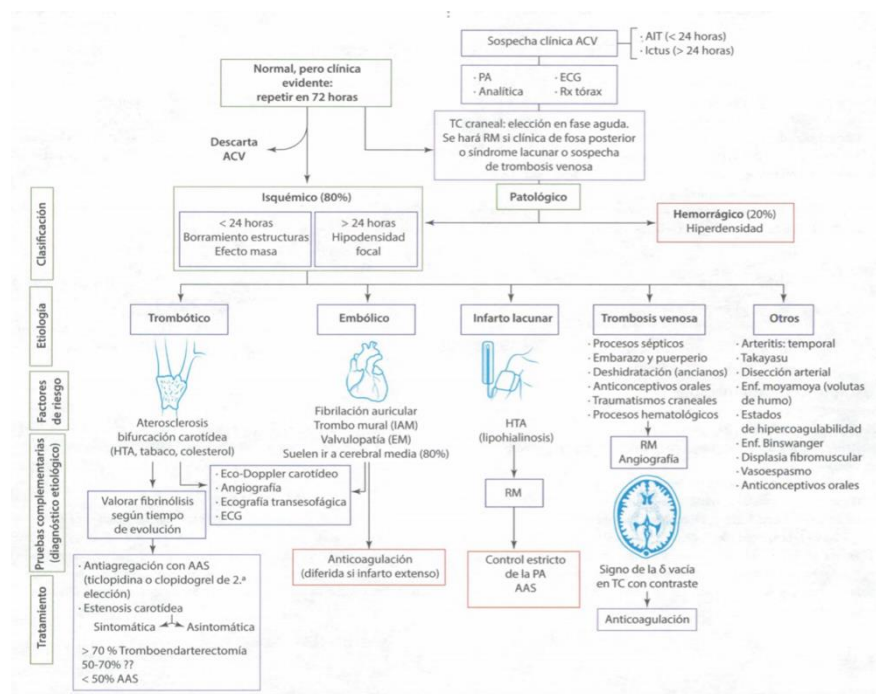 Sospecha clínica ACV
· AIT (< 24 horas)
· Ictus (> 24 horas)
· PA · ECG
· Analítica · Rx tórax
Normal, pero clínica
evidente:
repetir en 72 horas
Descarta
ACV
TC craneal: elección en fase aguda.
Se hará RM si clínica de fosa posterior
o síndrome lacunar o sospecha
de trombosis venosa
Patológico
Clasificación
Isquémico (80%)
< 24 horas
Borramiento estructuras
Efecto masa
> 24 horas
Hipodensidad
focal
Hemorrágico (20%)
Hiperdensidad
Etiología
Trombótico
Embólico
Infarto lacunar
Trombosis venosa
Otros
· Procesos sépticos
· Embarazo y puerperio
· Deshidratación (ancianos)
· Anticonceptivos orales
· Traumatismos craneales
· Procesos hematológicos
· Arteritis: temporal
· Takayasu
· Disección arterial
· Enf. moyamoya (volutas
de humo)
· Estados
de hipercoagulabilidad
· Enf. Binswanger
· Displasia fibromuscular
· Vasoespasmo
· Anticonceptivos orales
Factores
de riesgo
Aterosclerosis
bifurcación carotídea
(HTA, tabaco, colesterol)
Fibrilación auricular
Trombo mural (IAM)
Valvulopatía (EM)
Suelen ir a cerebral media (80%)
HTA
(lipohialinosis)
Pruebas complementarias
(diagnóstico etiológico)
Valorar fibrinólisis
según tiempo
de evolución
· Eco-Doppler carotídeo
· Angiografía
· Ecografía transesofágica
· ECG
RM
RM
Angiografía
Signo de la δ vacía
en TC con contraste
Tratamiento
· Antiagregación con AAS
(ticlopidina o clopidogrel de 2.ª
elección)
· Estenosis carotídea
Sintomática Asintomática
> 70 % Tromboendarterectomía
50-70% ??
< 50% AAS
Anticoagulación
(diferida si infarto extenso)
Control estricto
de la PA
AAS
Anticoagulación